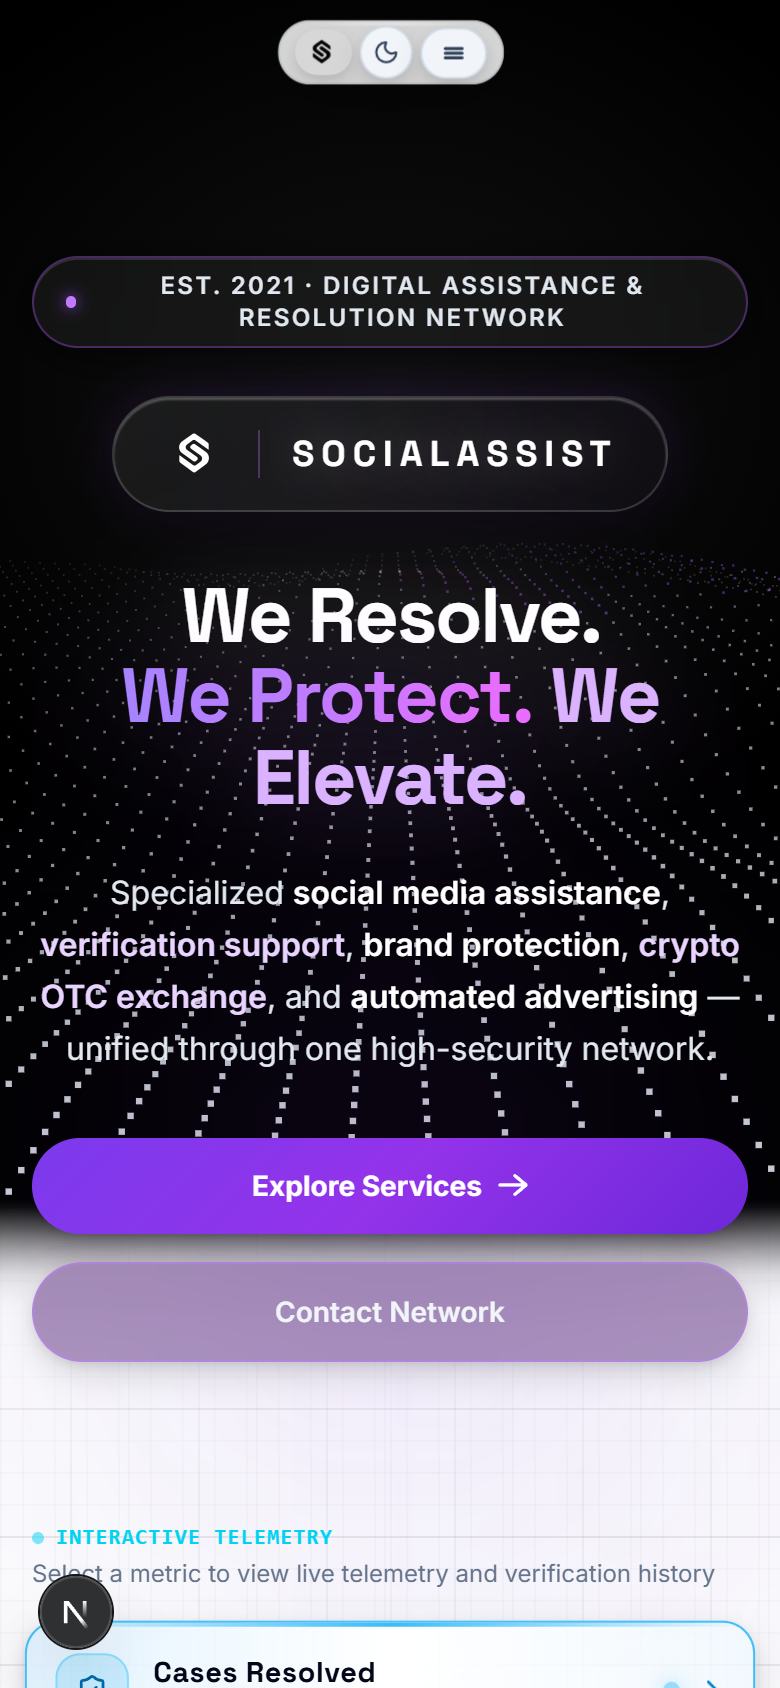 EST. 2021 · DIGITAL ASSISTANCE &
RESOLUTION NETWORK
SOCIALASSIST
We Resolve.
We Protect. We
Elevate.
Specialized social media assistance,
verification support, brand protection, crypto
OTC exchange, and automated advertising —
unified through one high-security network.
Explore Services →
Contact Network
INTERACTIVE TELEMETRY
Select a metric to view live telemetry and verification history
N
Cases Resolved